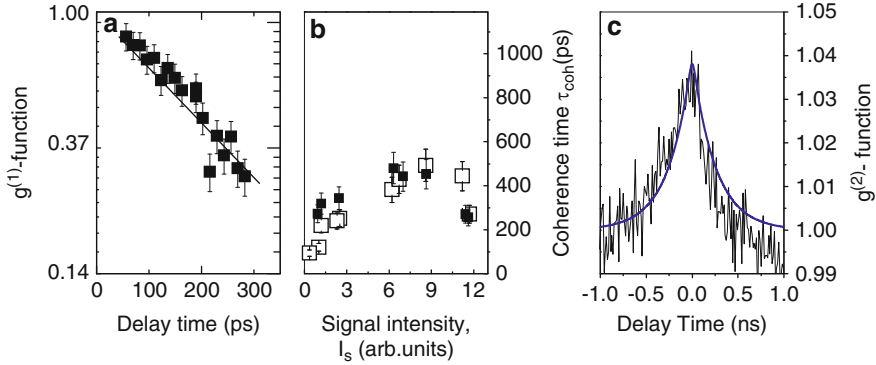 a
1.00
0.37
0.14
g(1)-function
0 100 200 300
Delay time (ps)
b
1000
800
600
400
200
0
Coherence time τcoh(ps)
0 3 6 9 12
Signal intensity,
Is (arb.units)
c
1.05
1.04
1.03
1.02
1.01
1.00
0.99
g(2)- function
-1.0 -0.5 0.0 0.5 1.0
Delay Time (ns)